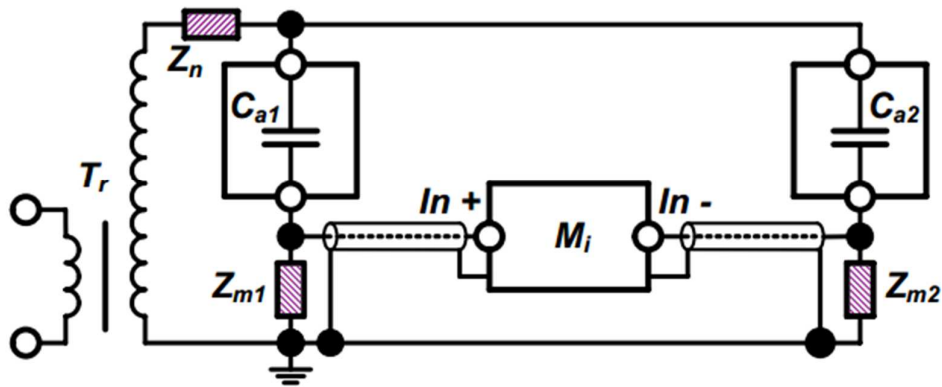 Zn
Ca1
Ca2
Tr
In +
In -
Mi
Zm1
Zm2